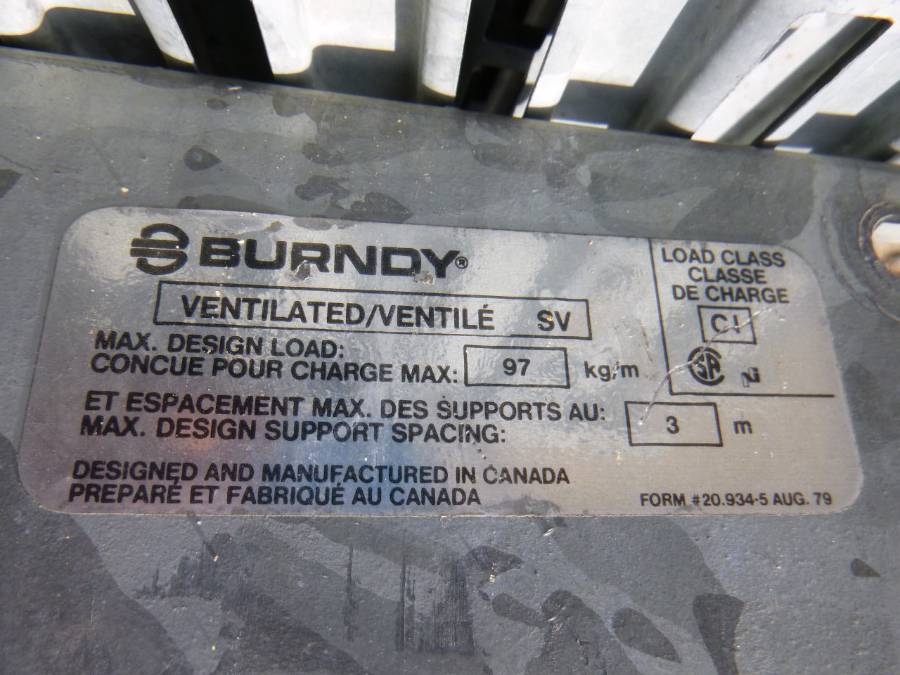 BURNDY®
VENTILATED/VENTILÉ SV
MAX. DESIGN LOAD:
CONCUE POUR CHARGE MAX: 97 kg/m
ET ESPACEMENT MAX. DES SUPPORTS AU:
MAX. DESIGN SUPPORT SPACING: 3 m
DESIGNED AND MANUFACTURED IN CANADA
PREPARÉ ET FABRIQUÉ AU CANADA
LOAD CLASS
CLASSE
DE CHARGE
C1
FORM #20.934-5 AUG. 79